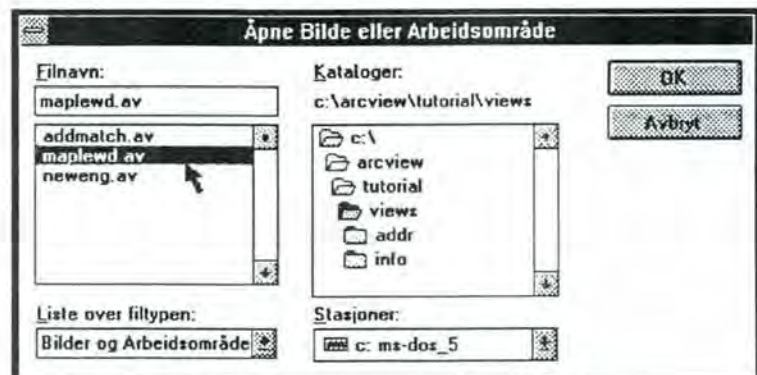 Åpne Bilde eller Arbeidsområde
Filnavn:
maplewd.av
addmatch.av
maplewd.av
neweng.av
Liste over filtypen:
Bilder og Arbeidsområde
Kataloger:
c:\arcview\tutorial\views
c:\
arcview
tutorial
views
addr
info
Stasjoner:
c: ms-dos_5
OK
Avbryt